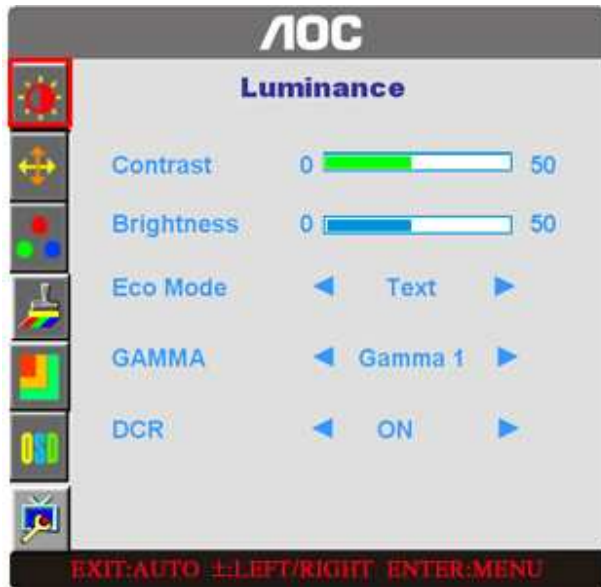 AOC
Luminance
Contrast 0 50
Brightness 0 50
Eco Mode ◀ Text ▶
GAMMA ◀ Gamma 1 ▶
DCR ◀ ON ▶
OSD
EXIT:AUTO ±:LEFT/RIGHT ENTER:MENU